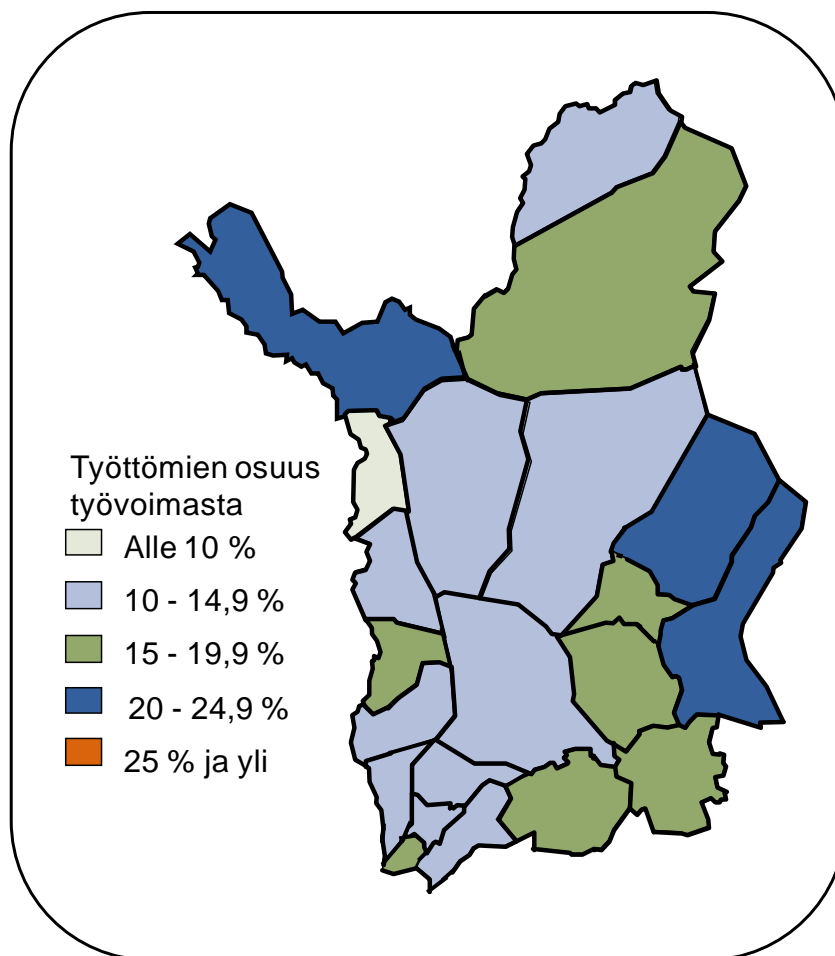 Työttömien osuus
työvoimasta
Alle 10 %
10 - 14,9 %
15 - 19,9 %
20 - 24,9 %
25 % ja yli